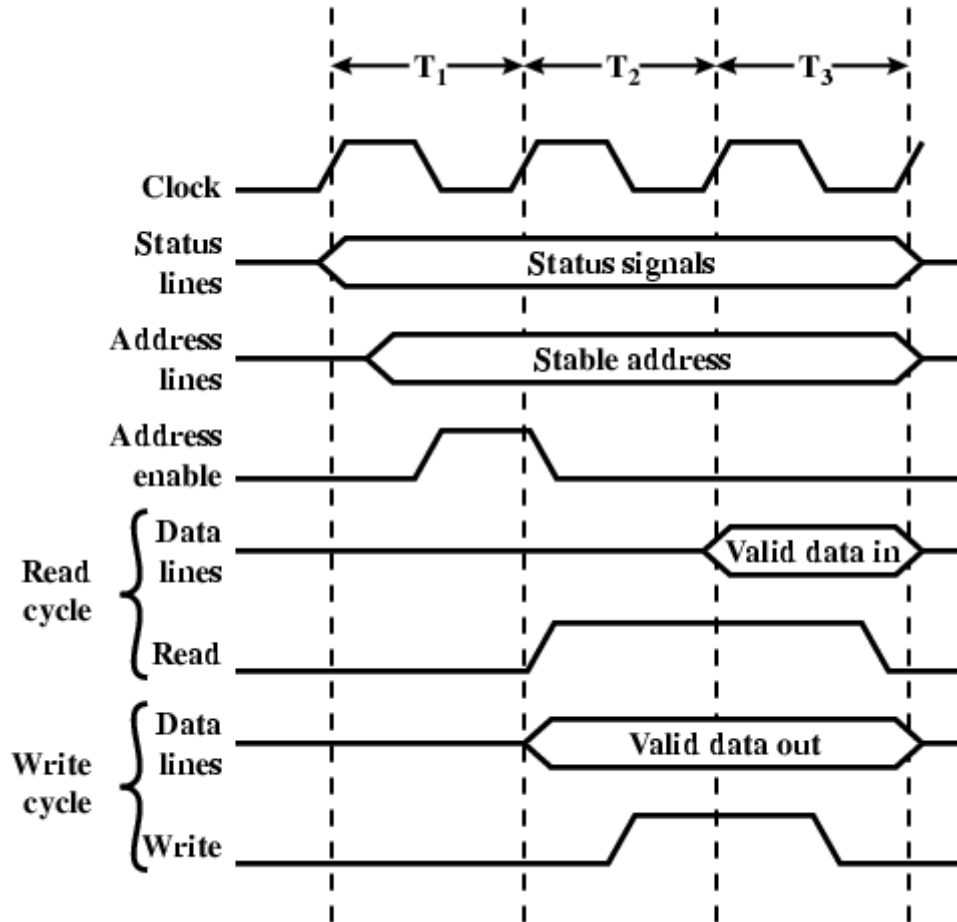 T1
T2
T3
Clock
Status
lines
Status signals
Address
lines
Stable address
Address
enable
Read
cycle
Data
lines
Valid data in
Read
Write
cycle
Data
lines
Valid data out
Write